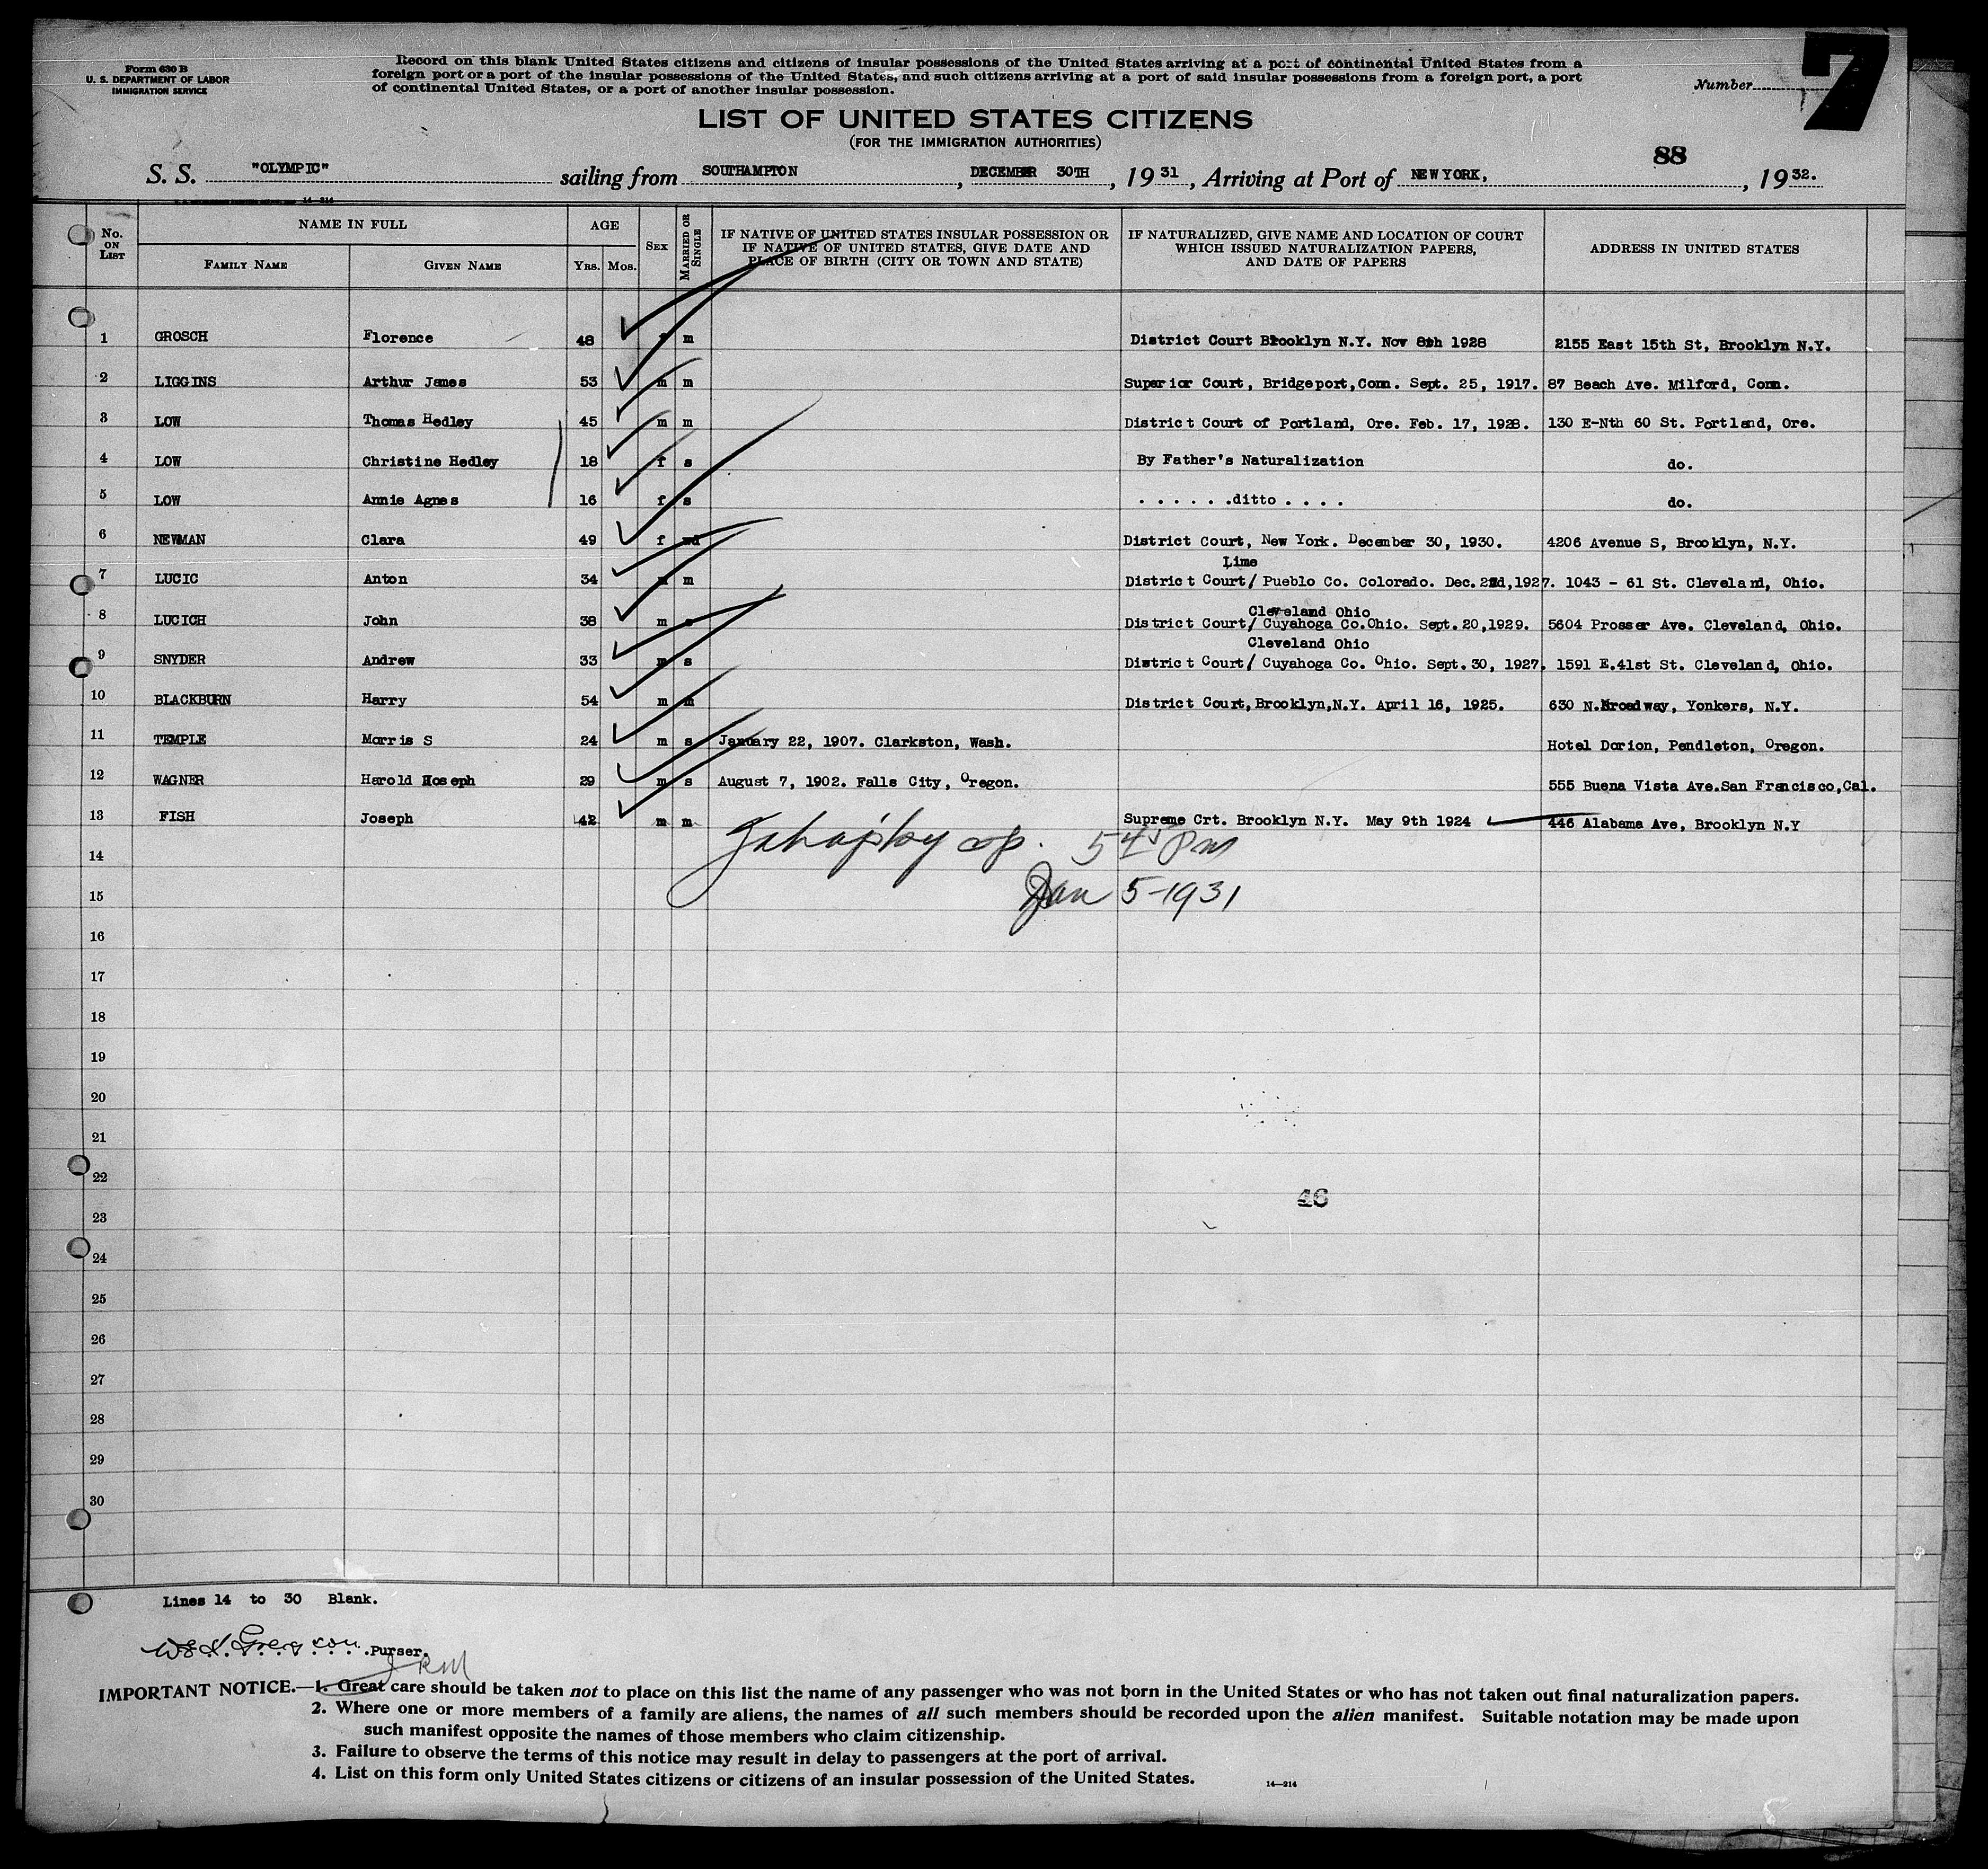 Form 630 B
U. S. DEPARTMENT OF LABOR
IMMIGRATION SERVICE
Record on this blank United States citizens and citizens of insular possessions of the United States arriving at a port of continental United States from a
foreign port or a port of the insular possessions of the United States, and such citizens arriving at a port of said insular possessions from a foreign port, a port
of continental United States, or a port of another insular possession.
Number
7
LIST OF UNITED STATES CITIZENS
(FOR THE IMMIGRATION AUTHORITIES)
88
S. S. "OLYMPIC" sailing from SOUTHAMPTON, DECEMBER 30TH, 1931, Arriving at Port of NEW YORK, , 1932.
14-214
No. ON LIST NAME IN FULL AGE SEX MARRIED OR SINGLE IF NATIVE OF UNITED STATES INSULAR POSSESSION OR IF NATIVE OF UNITED STATES, GIVE DATE AND PLACE OF BIRTH (CITY OR TOWN AND STATE) IF NATURALIZED, GIVE NAME AND LOCATION OF COURT WHICH ISSUED NATURALIZATION PAPERS, AND DATE OF PAPERS ADDRESS IN UNITED STATES
FAMILY NAME GIVEN NAME YRS. MOS.
1 GROSCH Florence 48 f m District Court Brooklyn N.Y. Nov 8th 1928 2155 East 15th St, Brooklyn N.Y.
2 LIGGINS Arthur James 53 m m Superior Court, Bridgeport, Conn. Sept. 25, 1917. 87 Beach Ave. Milford, Conn.
3 LOW Thomas Hedley 45 m m District Court of Portland, Ore. Feb. 17, 1928. 130 E-Nth 60 St. Portland, Ore.
4 LOW Christine Hedley 18 f s By Father's Naturalization do.
5 LOW Annie Agnes 16 f s . . . . . .ditto . . . . do.
6 NEWMAN Clara 49 f wd District Court, New York. December 30, 1930. 4206 Avenue S, Brooklyn, N.Y.
Lime
7 LUCIC Anton 34 m m District Court/ Pueblo Co. Colorado. Dec. 22d, 1927. 1043 - 61 St. Cleveland, Ohio.
Cleveland Ohio
8 LUCICH John 38 m s District Court/ Cuyahoga Co. Ohio. Sept. 20, 1929. 5604 Prosser Ave. Cleveland, Ohio.
Cleveland Ohio
9 SNYDER Andrew 33 m s District Court/ Cuyahoga Co. Ohio. Sept. 30, 1927. 1591 E. 41st St. Cleveland, Ohio.
10 BLACKBURN Harry 54 m m District Court, Brooklyn, N.Y. April 16, 1925. 630 N. Broadway, Yonkers, N.Y.
11 TEMPLE Morris S 24 m s January 22, 1907. Clarkston, Wash. Hotel Dorion, Pendleton, Oregon.
12 WAGNER Harold Joseph 29 m s August 7, 1902. Falls City, Oregon. 555 Buena Vista Ave. San Francisco, Cal.
13 FISH Joseph 42 m m Supreme Crt. Brooklyn N.Y. May 9th 1924 446 Alabama Ave, Brooklyn N.Y
14 5 45 Pm
15 Jan 5-1931
16
17
18
19
20
21
22
46
23
24
25
26
27
28
29
30
Lines 14 to 30 Blank.
Purser.
JRM
IMPORTANT NOTICE.—1. Great care should be taken not to place on this list the name of any passenger who was not born in the United States or who has not taken out final naturalization papers.
2. Where one or more members of a family are aliens, the names of all such members should be recorded upon the alien manifest. Suitable notation may be made upon
such manifest opposite the names of those members who claim citizenship.
3. Failure to observe the terms of this notice may result in delay to passengers at the port of arrival.
4. List on this form only United States citizens or citizens of an insular possession of the United States.
14-214